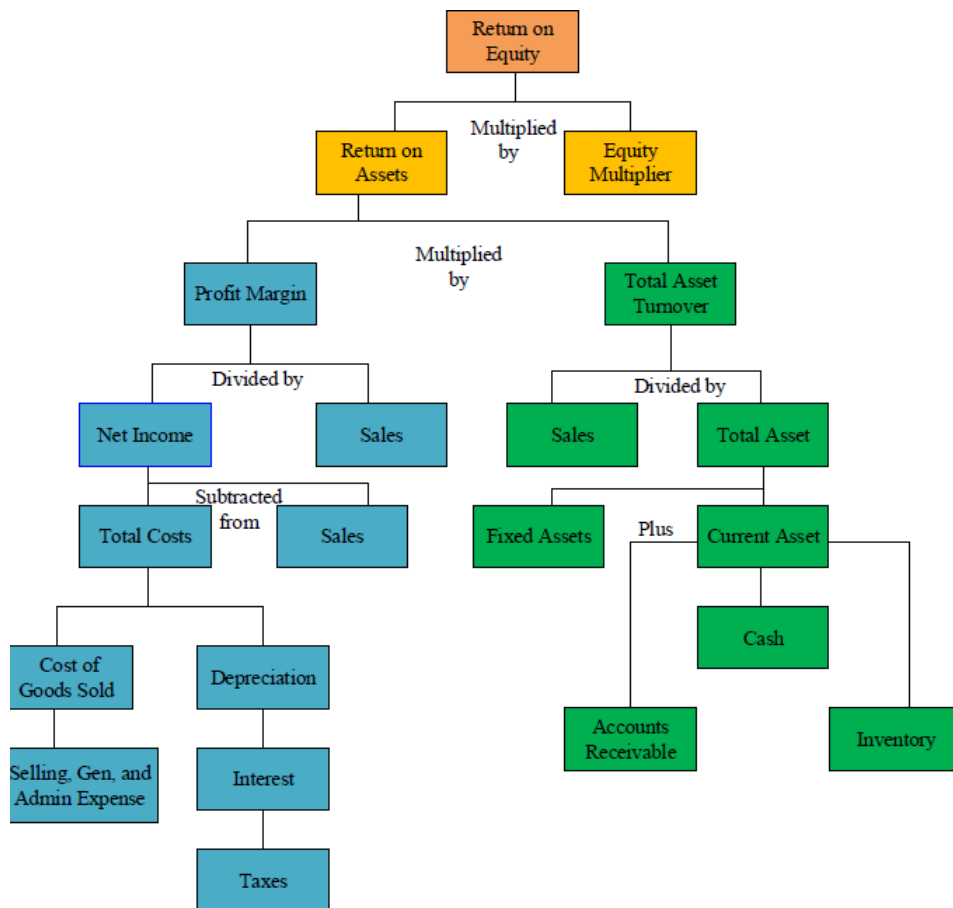 Return on
Equity
Multiplied
by
Return on
Assets
Equity
Multiplier
Multiplied
by
Profit Margin
Total Asset
Turnover
Divided by
Divided by
Net Income
Sales
Sales
Total Asset
Subtracted
from
Total Costs
Sales
Fixed Assets
Plus
Current Asset
Cash
Cost of
Goods Sold
Depreciation
Accounts
Receivable
Inventory
Selling, Gen, and
Admin Expense
Interest
Taxes